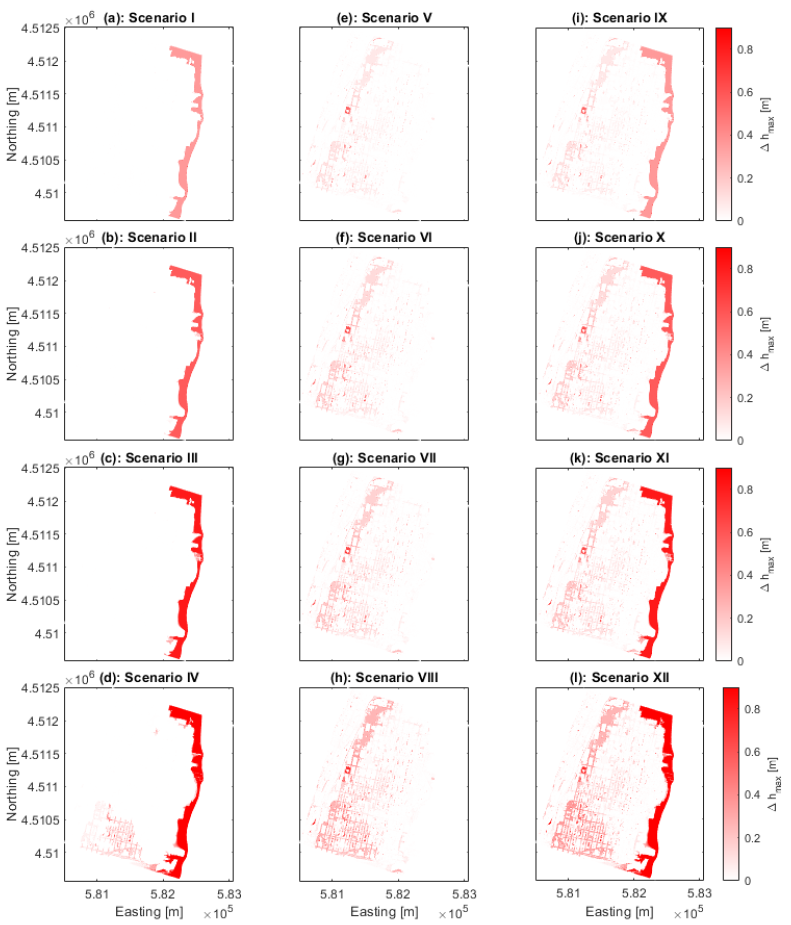 (a): Scenario I
(e): Scenario V
(i): Scenario IX
×10⁶
4.5125
4.512
4.5115
4.511
4.5105
4.51
Northing [m]
0.8
0.6
0.4
0.2
0
Δ hmax [m]
(b): Scenario II
(f): Scenario VI
(j): Scenario X
×10⁶
4.5125
4.512
4.5115
4.511
4.5105
4.51
Northing [m]
0.8
0.6
0.4
0.2
0
Δ hmax [m]
(c): Scenario III
(g): Scenario VII
(k): Scenario XI
×10⁶
4.5125
4.512
4.5115
4.511
4.5105
4.51
Northing [m]
0.8
0.6
0.4
0.2
0
Δ hmax [m]
(d): Scenario IV
(h): Scenario VIII
(l): Scenario XII
×10⁶
4.5125
4.512
4.5115
4.511
4.5105
4.51
Northing [m]
0.8
0.6
0.4
0.2
0
Δ hmax [m]
5.81 5.82 5.83
Easting [m] ×10⁵
5.81 5.82 5.83
Easting [m] ×10⁵
5.81 5.82 5.83
Easting [m] ×10⁵